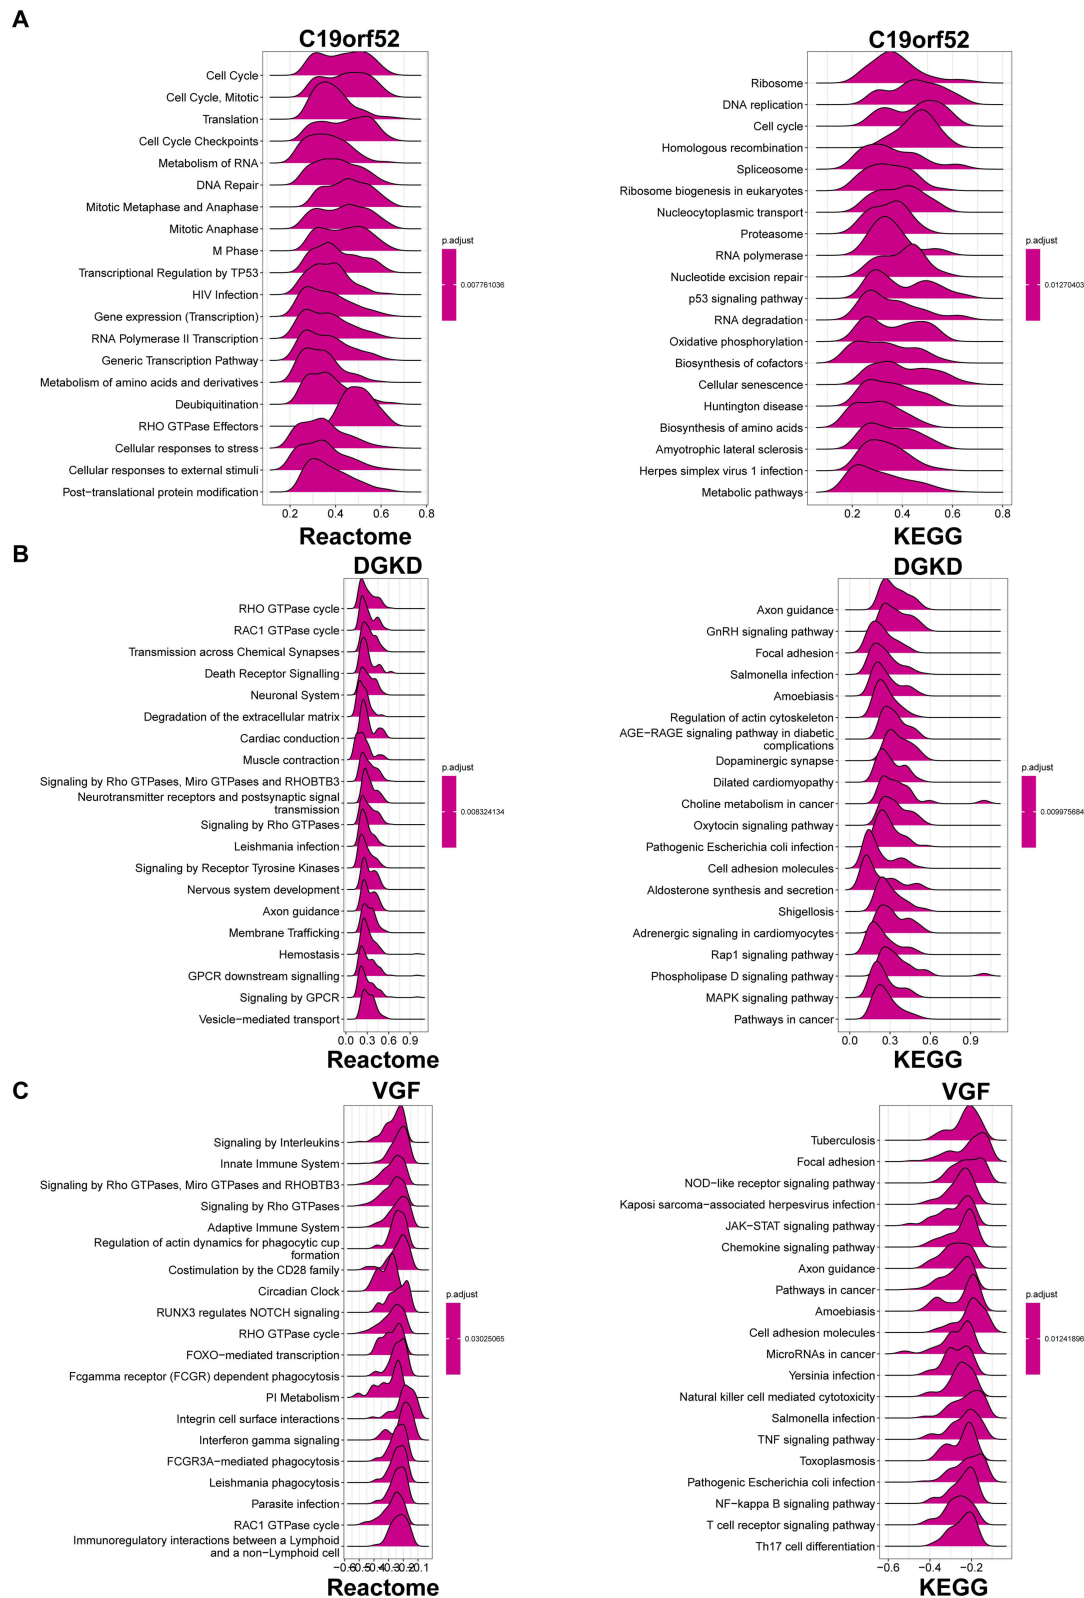 A
C19orf52
Cell Cycle
Cell Cycle, Mitotic
Translation
Cell Cycle Checkpoints
Metabolism of RNA
DNA Repair
Mitotic Metaphase and Anaphase
Mitotic Anaphase
M Phase
Transcriptional Regulation by TP53
HIV Infection
Gene expression (Transcription)
RNA Polymerase II Transcription
Generic Transcription Pathway
Metabolism of amino acids and derivatives
Deubiquitination
RHO GTPase Effectors
Cellular responses to stress
Cellular responses to external stimuli
Post−translational protein modification
0.2 0.4 0.6 0.8
Reactome
p.adjust
0.007761036
C19orf52
Ribosome
DNA replication
Cell cycle
Homologous recombination
Spliceosome
Ribosome biogenesis in eukaryotes
Nucleocytoplasmic transport
Proteasome
RNA polymerase
Nucleotide excision repair
p53 signaling pathway
RNA degradation
Oxidative phosphorylation
Biosynthesis of cofactors
Cellular senescence
Huntington disease
Biosynthesis of amino acids
Amyotrophic lateral sclerosis
Herpes simplex virus 1 infection
Metabolic pathways
0.2 0.4 0.6 0.8
KEGG
p.adjust
0.01270403
B
DGKD
RHO GTPase cycle
RAC1 GTPase cycle
Transmission across Chemical Synapses
Death Receptor Signalling
Neuronal System
Degradation of the extracellular matrix
Cardiac conduction
Muscle contraction
Signaling by Rho GTPases, Miro GTPases and RHOBTB3
Neurotransmitter receptors and postsynaptic signal
transmission
Signaling by Rho GTPases
Leishmania infection
Signaling by Receptor Tyrosine Kinases
Nervous system development
Axon guidance
Membrane Trafficking
Hemostasis
GPCR downstream signalling
Signaling by GPCR
Vesicle−mediated transport
0.0 0.3 0.6 0.9
Reactome
p.adjust
0.008324134
DGKD
Axon guidance
GnRH signaling pathway
Focal adhesion
Salmonella infection
Amoebiasis
Regulation of actin cytoskeleton
AGE−RAGE signaling pathway in diabetic
complications
Dopaminergic synapse
Dilated cardiomyopathy
Choline metabolism in cancer
Oxytocin signaling pathway
Pathogenic Escherichia coli infection
Cell adhesion molecules
Aldosterone synthesis and secretion
Shigellosis
Adrenergic signaling in cardiomyocytes
Rap1 signaling pathway
Phospholipase D signaling pathway
MAPK signaling pathway
Pathways in cancer
0.0 0.3 0.6 0.9
KEGG
p.adjust
0.009975684
C
VGF
Signaling by Interleukins
Innate Immune System
Signaling by Rho GTPases, Miro GTPases and RHOBTB3
Signaling by Rho GTPases
Adaptive Immune System
Regulation of actin dynamics for phagocytic cup
formation
Costimulation by the CD28 family
Circadian Clock
RUNX3 regulates NOTCH signaling
RHO GTPase cycle
FOXO−mediated transcription
Fcgamma receptor (FCGR) dependent phagocytosis
PI Metabolism
Integrin cell surface interactions
Interferon gamma signaling
FCGR3A−mediated phagocytosis
Leishmania phagocytosis
Parasite infection
RAC1 GTPase cycle
Immunoregulatory interactions between a Lymphoid
and a non−Lymphoid cell
−0.6−0.5−0.4−0.3−0.2−0.1
Reactome
p.adjust
0.03025065
VGF
Tuberculosis
Focal adhesion
NOD−like receptor signaling pathway
Kaposi sarcoma−associated herpesvirus infection
JAK−STAT signaling pathway
Chemokine signaling pathway
Axon guidance
Pathways in cancer
Amoebiasis
Cell adhesion molecules
MicroRNAs in cancer
Yersinia infection
Natural killer cell mediated cytotoxicity
Salmonella infection
TNF signaling pathway
Toxoplasmosis
Pathogenic Escherichia coli infection
NF−kappa B signaling pathway
T cell receptor signaling pathway
Th17 cell differentiation
−0.6 −0.4 −0.2
KEGG
p.adjust
0.01241896